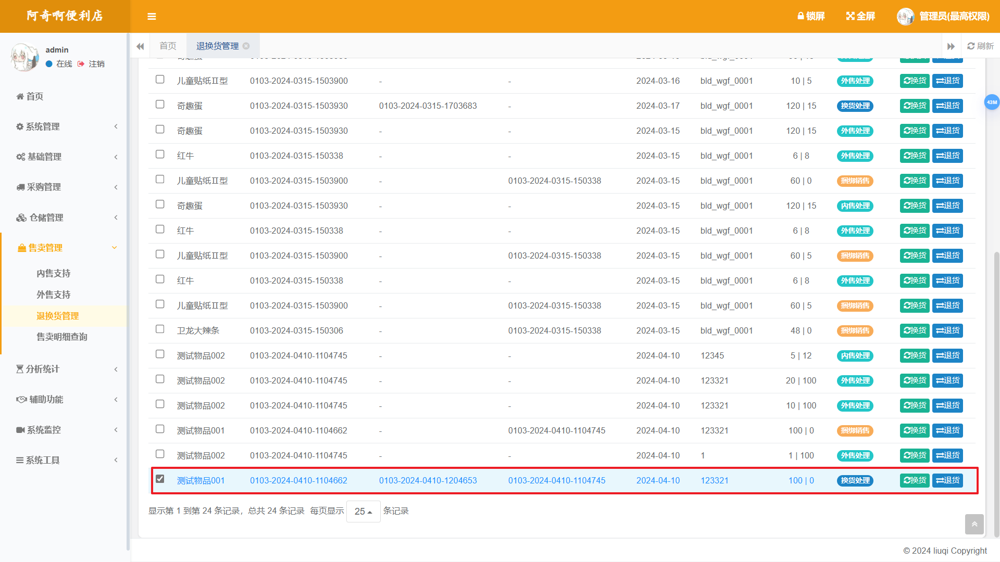 阿奇啊便利店
锁屏 全屏 管理员(最高权限)
admin
在线 注销
首页 退换货管理 刷新
首页
系统管理
基础管理
采购管理
仓储管理
售卖管理
内售支持
外售支持
退换货管理
售卖明细查询
分析统计
辅助功能
系统监控
系统工具
儿童贴纸Ⅱ型 0103-2024-0315-1503900 - - 2024-03-16 bld_wgf_0001 10 | 5 外售处理 换货 退货
奇趣蛋 0103-2024-0315-1503930 0103-2024-0315-1703683 - 2024-03-17 bld_wgf_0001 120 | 15 换货处理 换货 退货
奇趣蛋 0103-2024-0315-1503930 - - 2024-03-15 bld_wgf_0001 120 | 15 外售处理 换货 退货
红牛 0103-2024-0315-150338 - - 2024-03-15 bld_wgf_0001 6 | 8 外售处理 换货 退货
儿童贴纸Ⅱ型 0103-2024-0315-1503900 - 0103-2024-0315-150338 2024-03-15 bld_wgf_0001 60 | 0 捆绑销售 换货 退货
奇趣蛋 0103-2024-0315-1503930 - - 2024-03-15 bld_wgf_0001 120 | 15 内售处理 换货 退货
红牛 0103-2024-0315-150338 - - 2024-03-15 bld_wgf_0001 6 | 8 外售处理 换货 退货
儿童贴纸Ⅱ型 0103-2024-0315-1503900 - 0103-2024-0315-150338 2024-03-15 bld_wgf_0001 60 | 5 捆绑销售 换货 退货
红牛 0103-2024-0315-150338 - - 2024-03-15 bld_wgf_0001 6 | 8 外售处理 换货 退货
儿童贴纸Ⅱ型 0103-2024-0315-1503900 - 0103-2024-0315-150338 2024-03-15 bld_wgf_0001 60 | 5 捆绑销售 换货 退货
卫龙大辣条 0103-2024-0315-150306 - 0103-2024-0315-150338 2024-03-15 bld_wgf_0001 48 | 0 捆绑销售 换货 退货
测试物品002 0103-2024-0410-1104745 - - 2024-04-10 12345 5 | 12 内售处理 换货 退货
测试物品002 0103-2024-0410-1104745 - - 2024-04-10 123321 20 | 100 外售处理 换货 退货
测试物品002 0103-2024-0410-1104745 - - 2024-04-10 123321 10 | 100 外售处理 换货 退货
测试物品001 0103-2024-0410-1104662 - 0103-2024-0410-1104745 2024-04-10 123321 100 | 0 捆绑销售 换货 退货
测试物品002 0103-2024-0410-1104745 - - 2024-04-10 1 1 | 100 外售处理 换货 退货
测试物品001 0103-2024-0410-1104662 0103-2024-0410-1204653 0103-2024-0410-1104745 2024-04-10 123321 100 | 0 换货处理 换货 退货
显示第 1 到第 24 条记录，总共 24 条记录 每页显示 25 条记录
43M
© 2024 liuqi Copyright